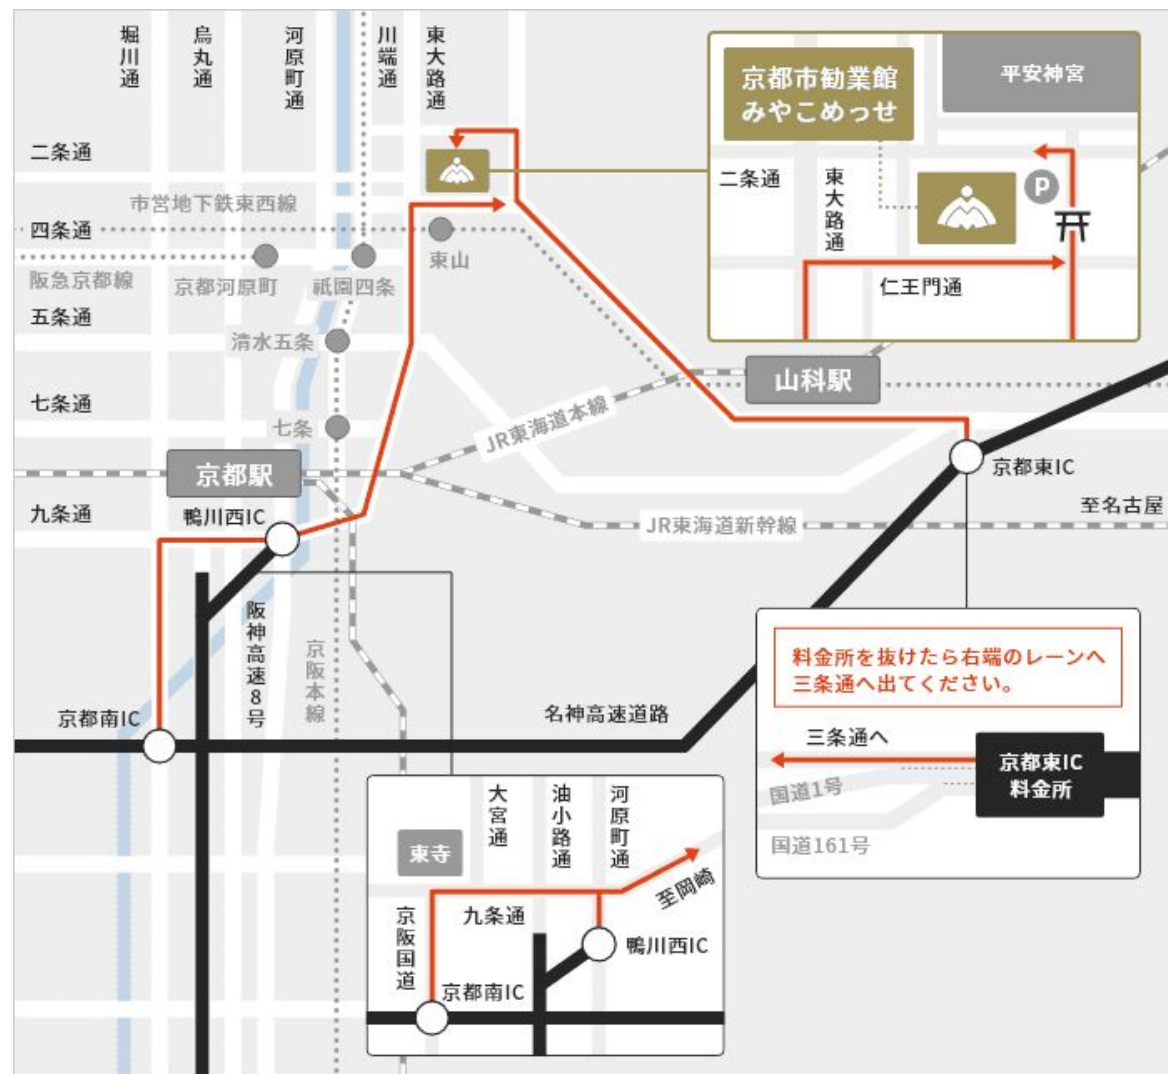 堀川通
烏丸通
河原町通
川端通
東大路通
二条通
市営地下鉄東西線
四条通
東山
阪急京都線
京都河原町
祇園四条
五条通
清水五条
七条通
七条
JR東海道本線
山科駅
京都駅
京都東IC
九条通
鴨川西IC
JR東海道新幹線
至名古屋
阪神高速8号
京阪本線
京都南IC
名神高速道路
京都市勧業館
みやこめっせ
平安神宮
二条通
東大路通
P
仁王門通
料金所を抜けたら右端のレーンへ
三条通へ出てください。
三条通へ
京都東IC
料金所
国道1号
国道161号
大宮通
油小路通
河原町通
東寺
至岡崎
京阪国道
九条通
鴨川西IC
京都南IC